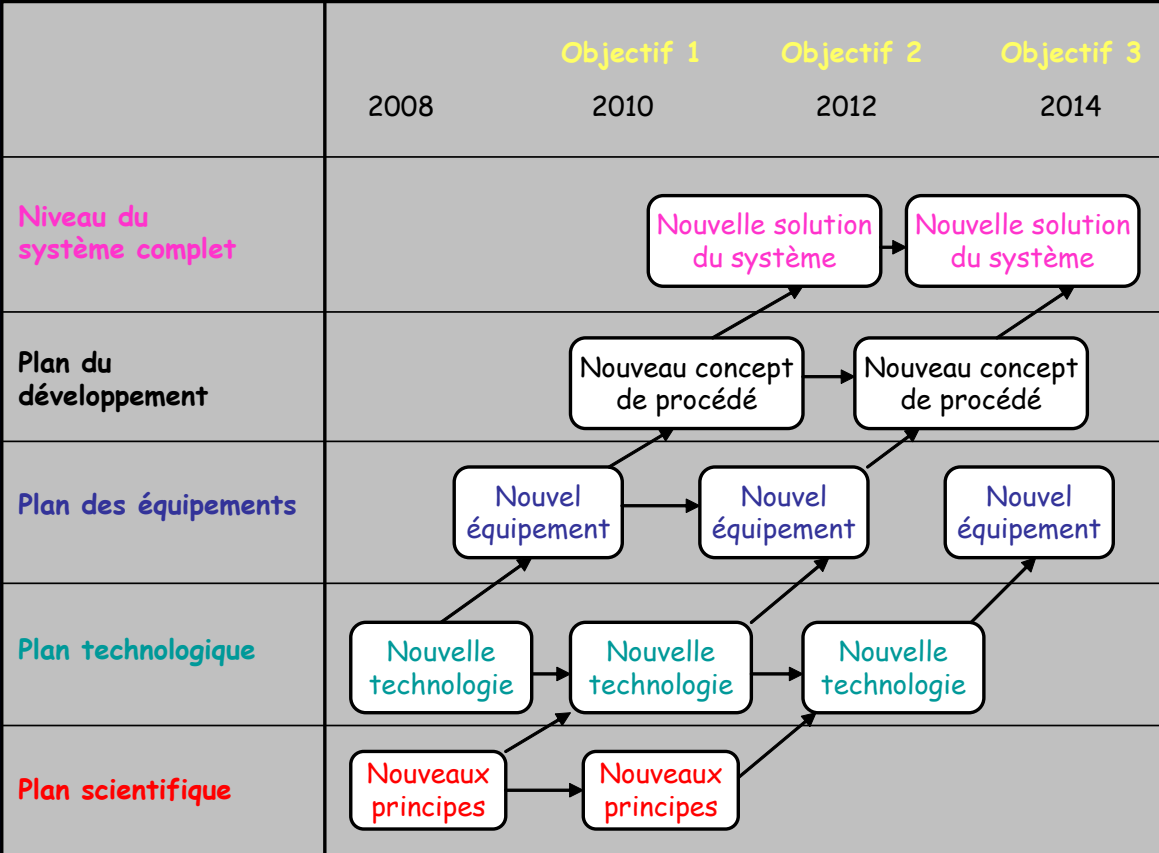 Objectif 1 Objectif 2 Objectif 3
2008 2010 2012 2014
Niveau du
système complet
Nouvelle solution
du système
Nouvelle solution
du système
Plan du
développement
Nouveau concept
de procédé
Nouveau concept
de procédé
Plan des équipements
Nouvel
équipement
Nouvel
équipement
Nouvel
équipement
Plan technologique
Nouvelle
technologie
Nouvelle
technologie
Nouvelle
technologie
Plan scientifique
Nouveaux
principes
Nouveaux
principes